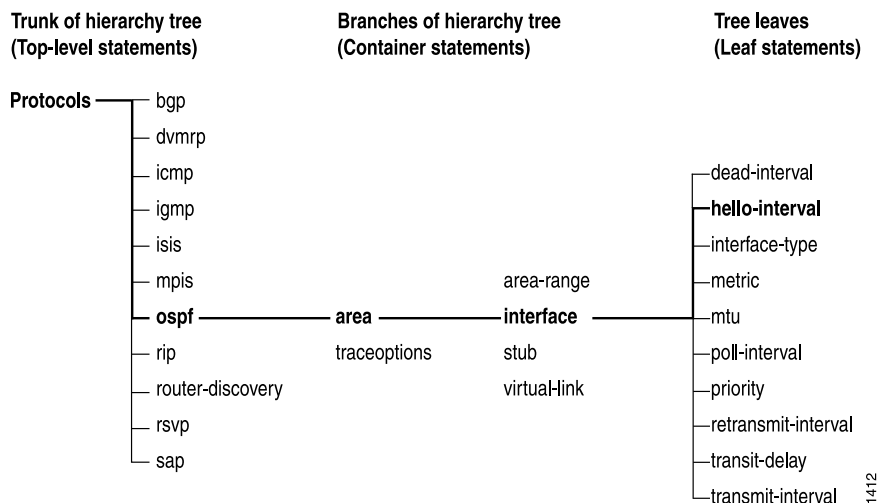 Trunk of hierarchy tree
(Top-level statements)
Branches of hierarchy tree
(Container statements)
Tree leaves
(Leaf statements)
Protocols
bgp
dvmrp
icmp
igmp
isis
mpis
ospf
rip
router-discovery
rsvp
sap
area
traceoptions
area-range
interface
stub
virtual-link
dead-interval
hello-interval
interface-type
metric
mtu
poll-interval
priority
retransmit-interval
transit-delay
transmit-interval
1412